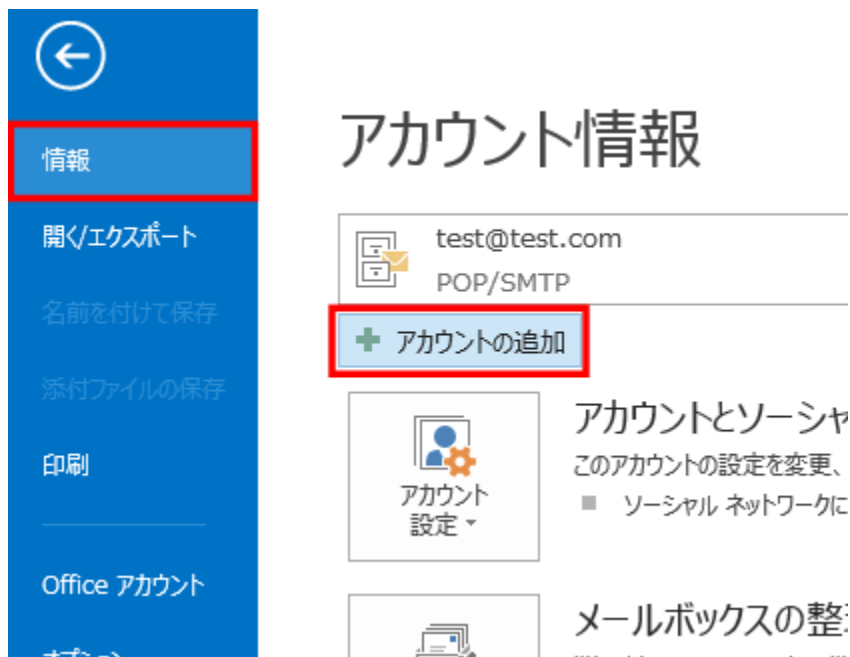 情報
開く/エクスポート
名前を付けて保存
添付ファイルの保存
印刷
Office アカウント
オプション
アカウント情報
test@test.com
POP/SMTP
アカウントの追加
アカウント
設定
アカウントとソーシャ
このアカウントの設定を変更、
ソーシャル ネットワークに
メールボックスの整